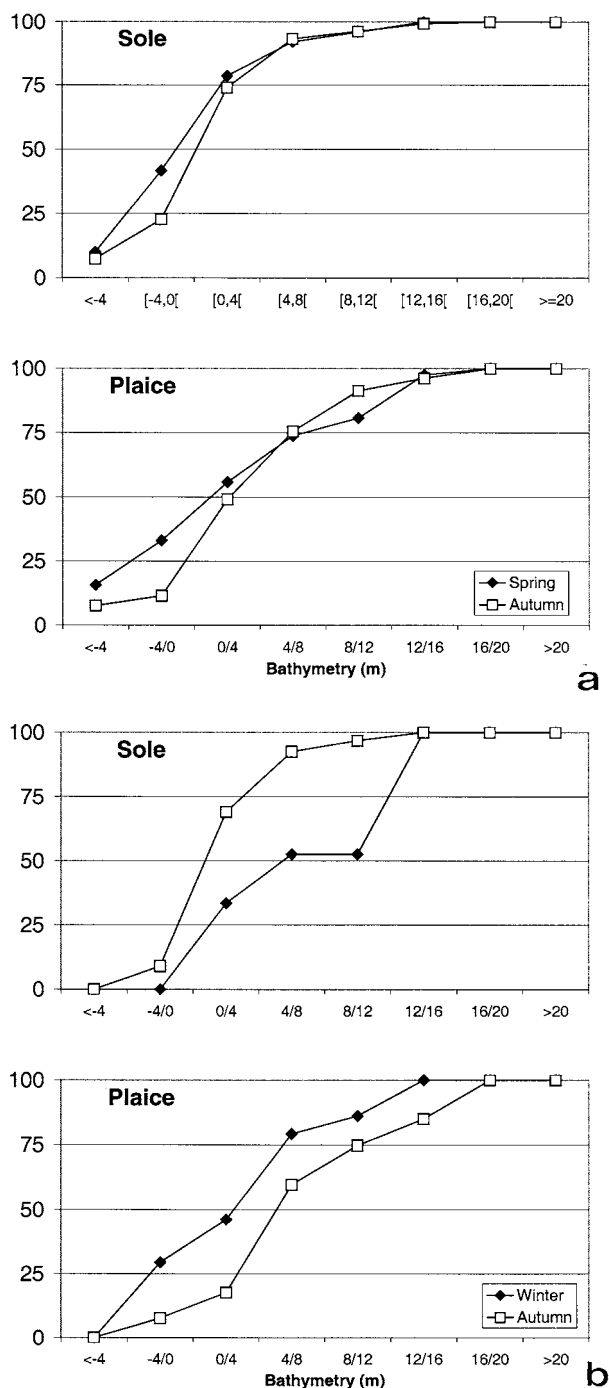 100
Sole
75
50
25
0
<-4 [-4,0[ [0,4[ [4,8[ [8,12[ [12,16[ [16,20[ >=20
100
Plaice
75
50
25
Spring
Autumn
0
<-4 -4/0 0/4 4/8 8/12 12/16 16/20 >20
Bathymetry (m)
a
100
Sole
75
50
25
0
<-4 -4/0 0/4 4/8 8/12 12/16 16/20 >20
100
Plaice
75
50
25
Winter
Autumn
0
<-4 -4/0 0/4 4/8 8/12 12/16 16/20 >20
Bathymetry (m)
b